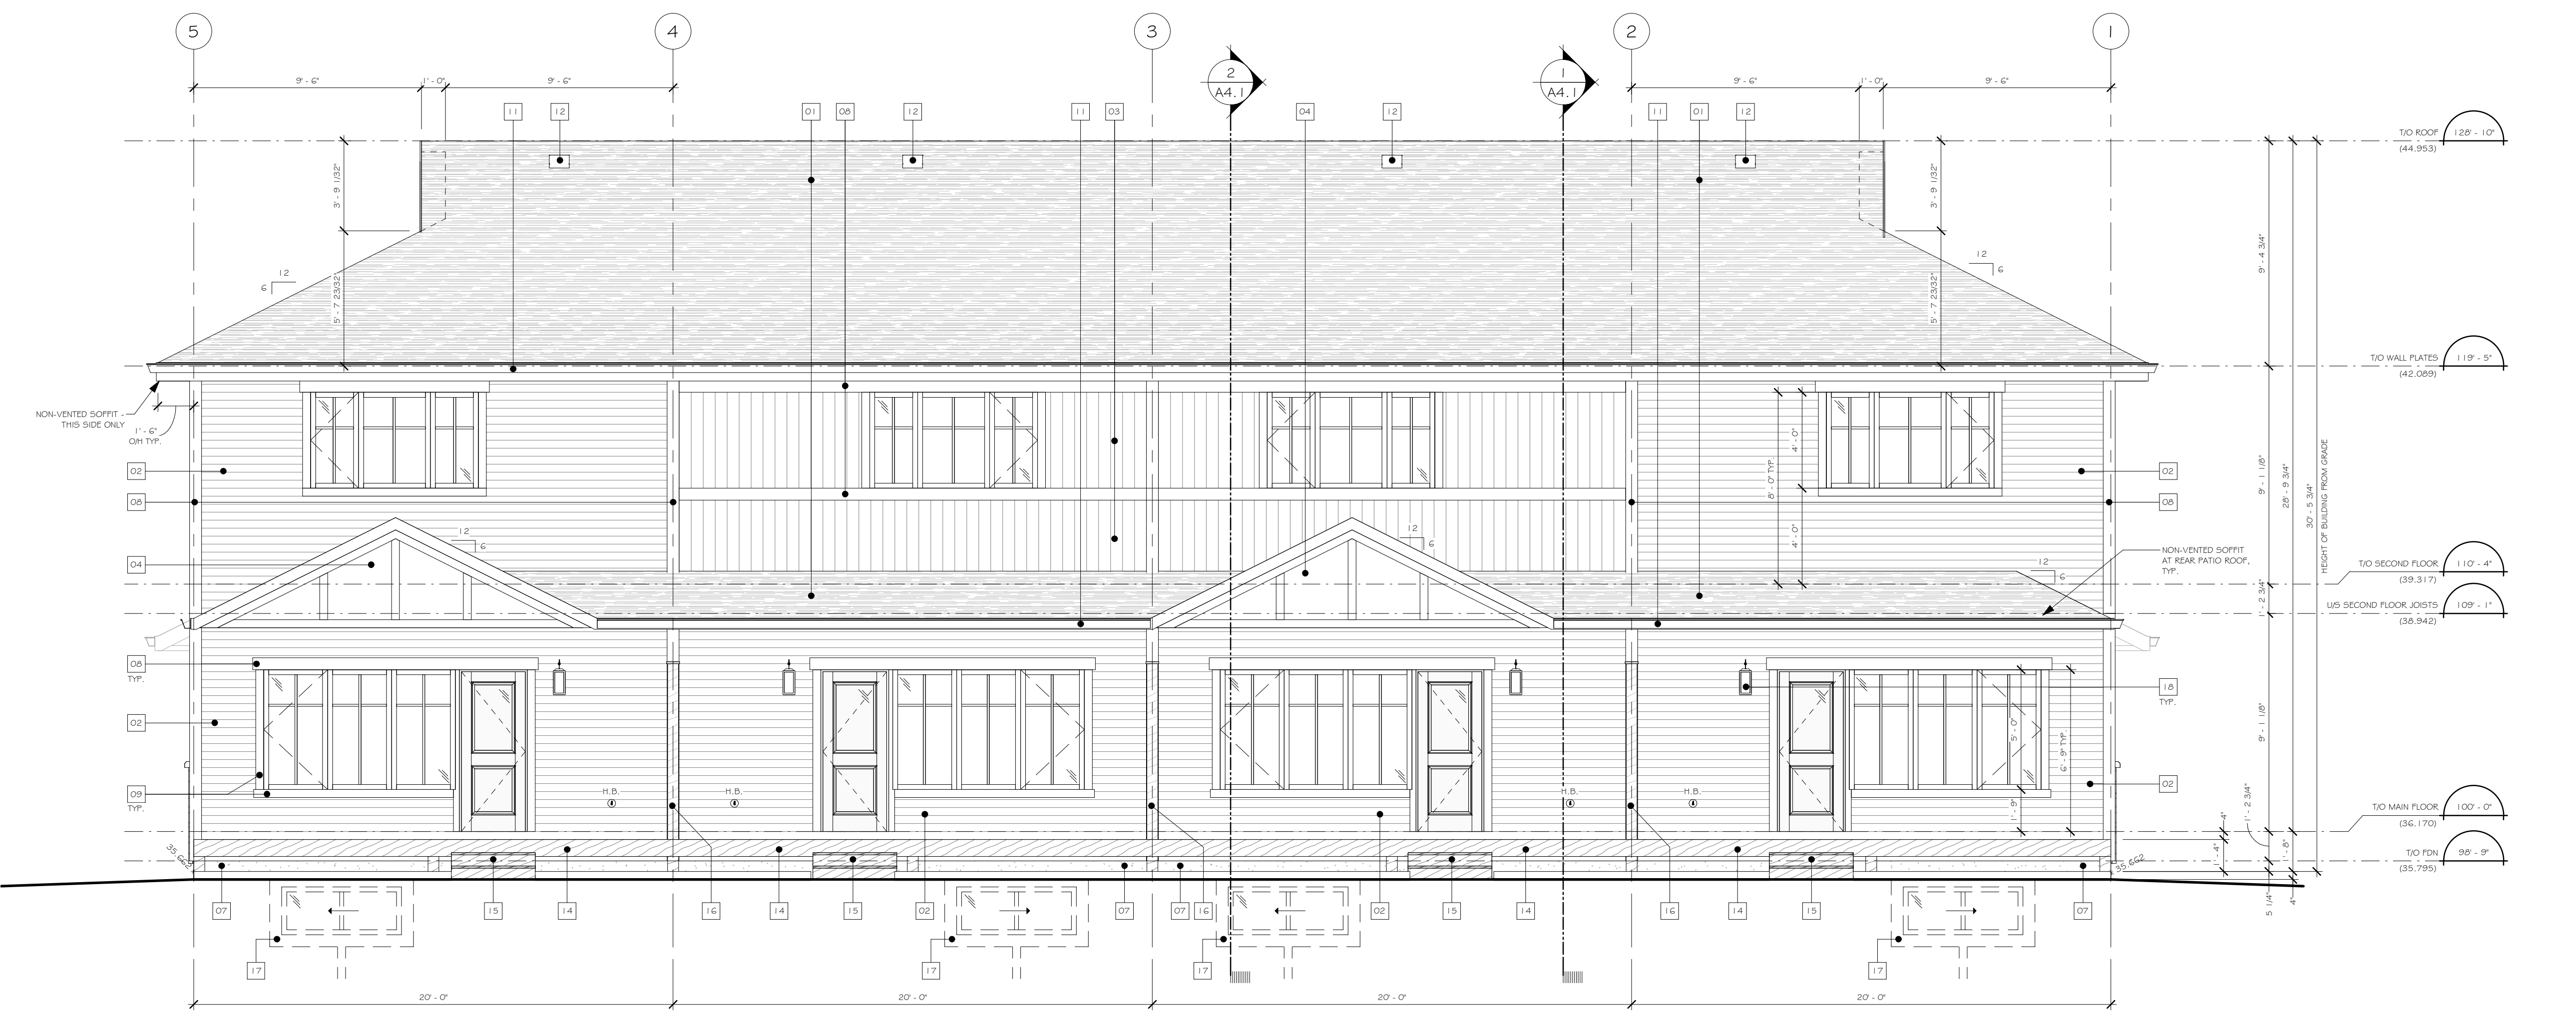 5 4 3 2 1
2
A4.1
1
A4.1
9' - 6" 1' - 0" 9' - 6" 9' - 6" 1' - 0" 9' - 6"
11 12 01 08 12 11 03 04 12 11 01 12
T/O ROOF 128' - 10"
(44.953)
3' - 9 1/32" 3' - 9 1/32"
9' - 4 3/4"
12 12
6 6
5' - 7 23/32" 5' - 7 23/32"
T/O WALL PLATES 119' - 5"
(42.089)
NON-VENTED SOFFIT -
THIS SIDE ONLY
1' - 6"
O/H TYP.
4' - 0"
8' - 0" TYP.
4' - 0"
9' - 1 1/8"
28' - 9 3/4"
30' - 5 3/4"
HEIGHT OF BUILDING FROM GRADE
02 02
08 08
04
12 12 12
6 6 6
NON-VENTED SOFFIT
AT REAR PATIO ROOF,
TYP.
T/O SECOND FLOOR 110' - 4"
(39.317)
1' - 2 3/4"
U/S SECOND FLOOR JOISTS 109' - 1"
(38.942)
08
TYP.
18
TYP.
02
5' - 0"
6' - 9" TYP.
9' - 1 1/8"
09
TYP.
02
H.B. H.B. H.B. H.B.
1' - 9"
1' - 2 3/4"
T/O MAIN FLOOR 100' - 0"
(36.170)
4"
1' - 4"
1' - 8"
35.662 35.662
T/O FDN 98' - 9"
(35.795)
5 1/4"
4"
07 15 14 16 14 15 02 07 07 16 02 15 14 16 14 15 07
17 17 17 17
20' - 0" 20' - 0" 20' - 0" 20' - 0"